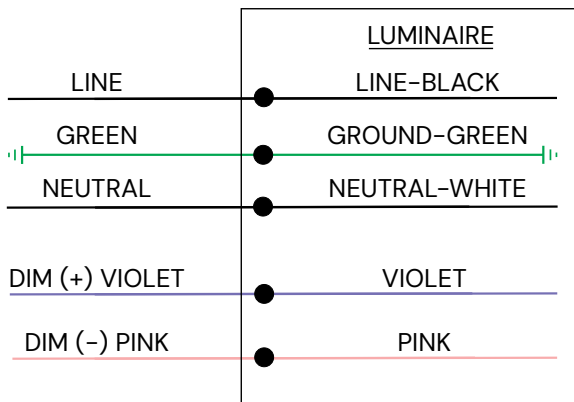 LUMINAIRE
LINE LINE-BLACK
GREEN GROUND-GREEN
NEUTRAL NEUTRAL-WHITE
DIM (+) VIOLET VIOLET
DIM (-) PINK PINK